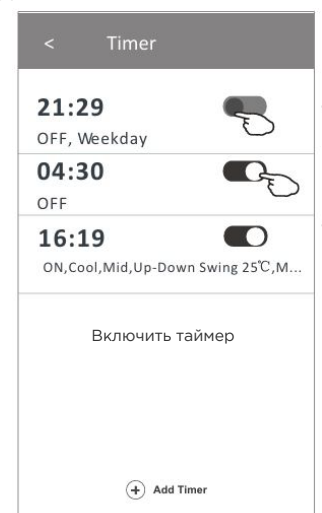 < Timer
21:29
OFF, Weekday
04:30
OFF
16:19
ON,Cool,Mid,Up-Down Swing 25℃,M...
Включить таймер
+ Add Timer